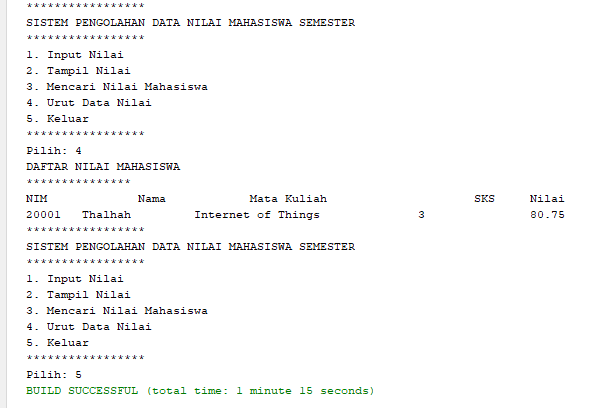 *****************
SISTEM PENGOLAHAN DATA NILAI MAHASISWA SEMESTER
*****************
1. Input Nilai
2. Tampil Nilai
3. Mencari Nilai Mahasiswa
4. Urut Data Nilai
5. Keluar
*****************
Pilih: 4
DAFTAR NILAI MAHASISWA
***************
NIM             Nama            Mata Kuliah                     SKS     Nilai
20001   Thalhah         Internet of Things              3               80.75
*****************
SISTEM PENGOLAHAN DATA NILAI MAHASISWA SEMESTER
*****************
1. Input Nilai
2. Tampil Nilai
3. Mencari Nilai Mahasiswa
4. Urut Data Nilai
5. Keluar
*****************
Pilih: 5
BUILD SUCCESSFUL (total time: 1 minute 15 seconds)